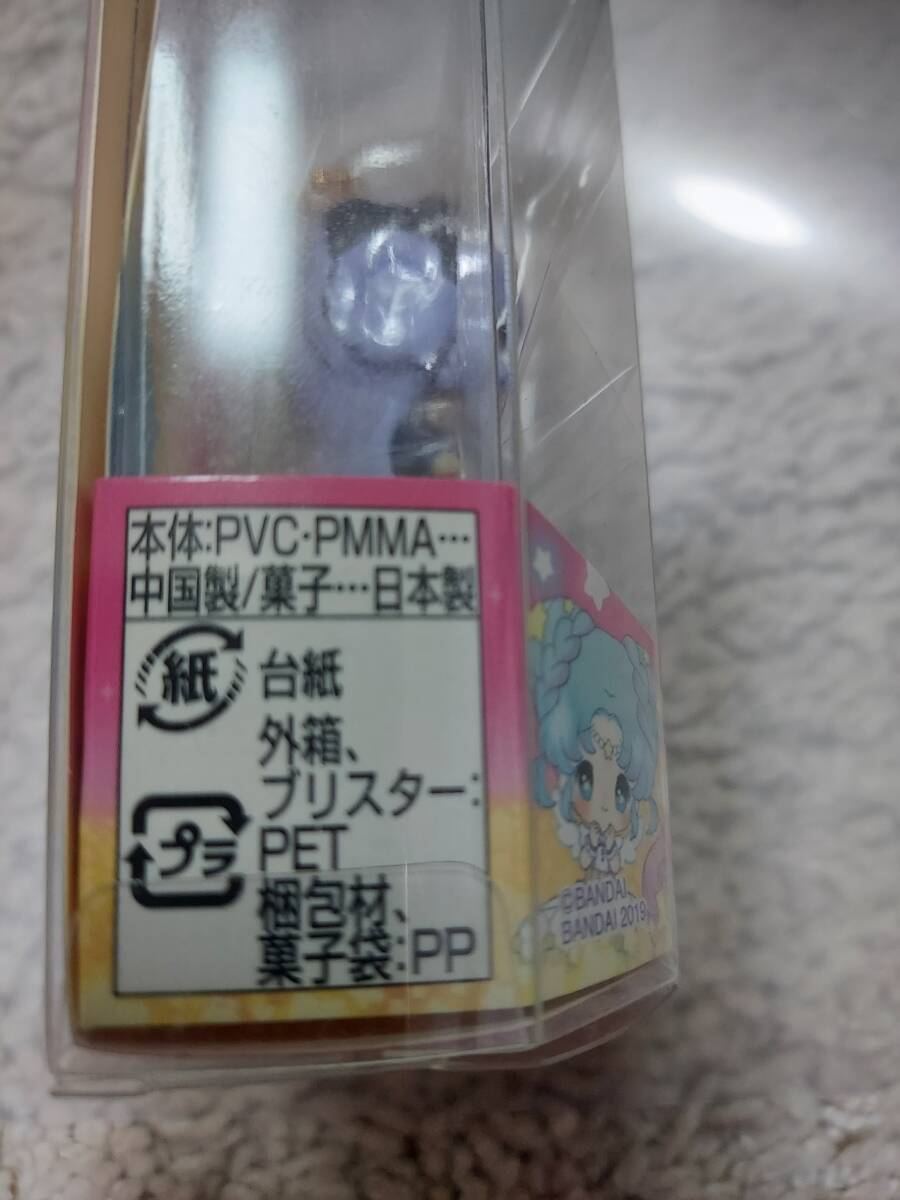 本体:PVC・PMMA…
中国製/菓子…日本製
紙
台紙
外箱、
ブリスター:
プラ
PET
梱包材、
菓子袋:PP
©BANDAI
BANDAI 2019